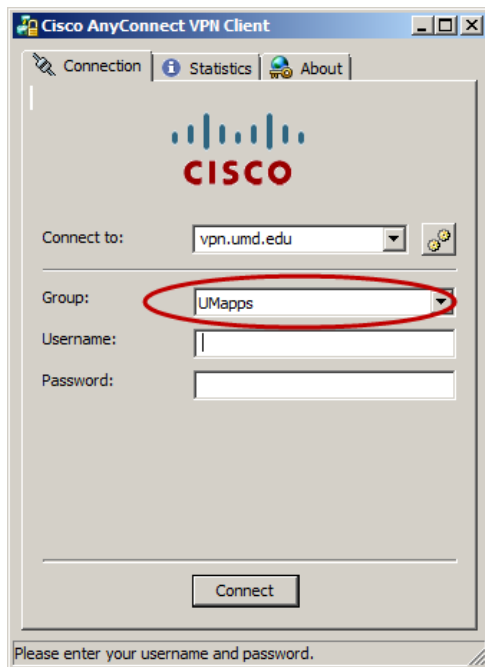 Cisco AnyConnect VPN Client
Connection Statistics About
CISCO
Connect to: vpn.umd.edu
Group: UMapps
Username:
Password:
Connect
Please enter your username and password.